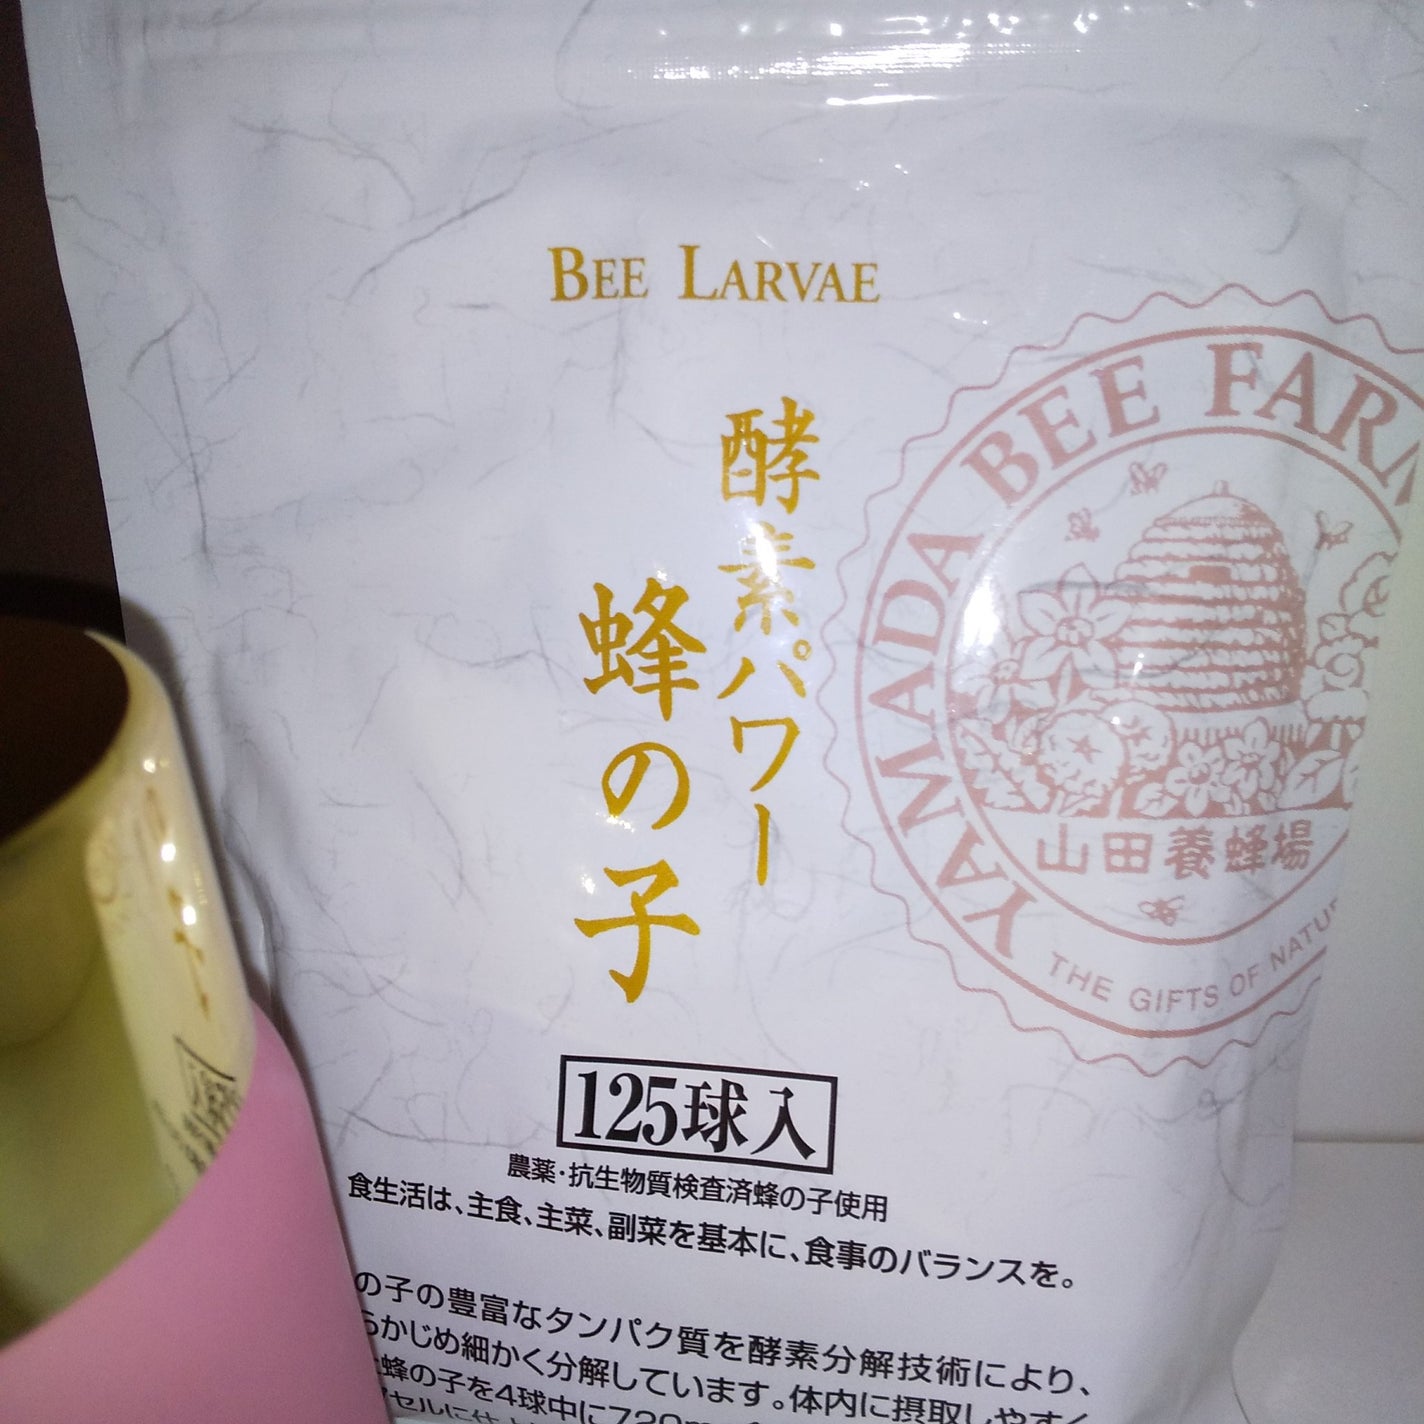 BEE LARVAE
酵素パワー
蜂の子
YAMADA BEE FARM
山田養蜂場
THE GIFTS OF NATU
125球入
農薬・抗生物質検査済蜂の子使用
食生活は、主食、主菜、副菜を基本に、食事のバランスを。
の子の豊富なタンパク質を酵素分解技術により、
らかじめ細かく分解しています。体内に摂取しやすく
蜂の子を4球中に720m